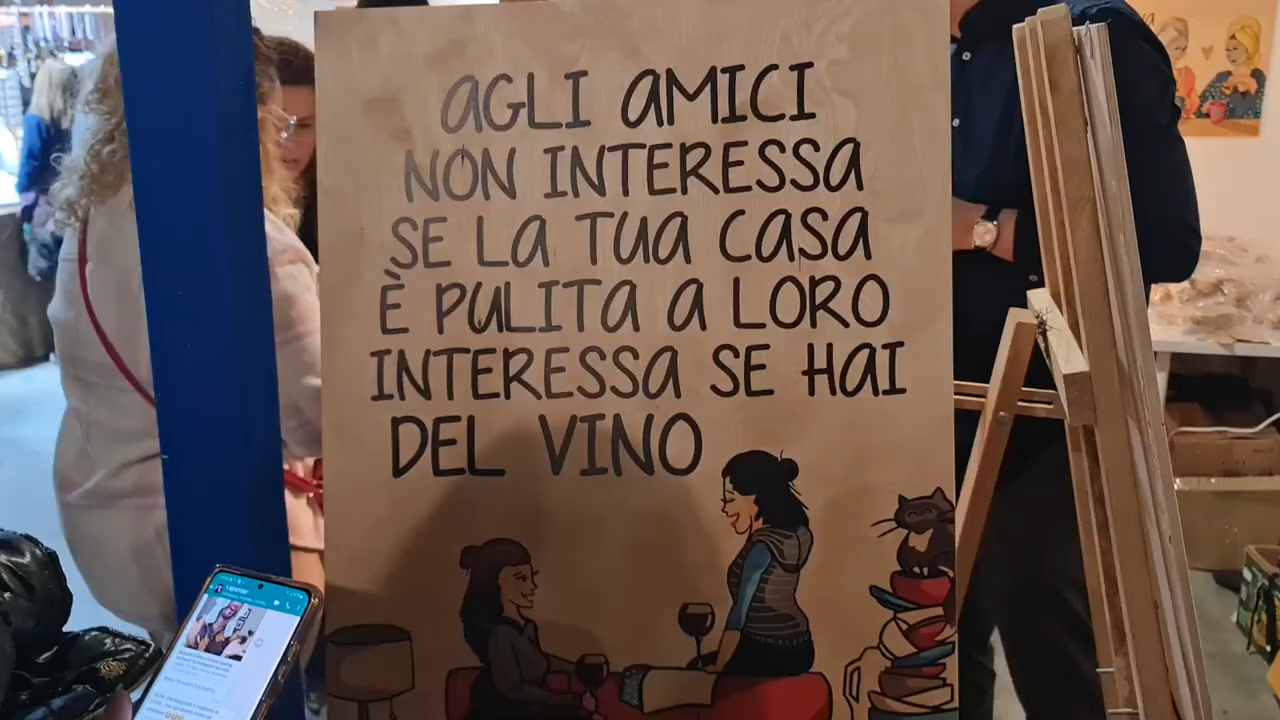 AGLI AMICI
NON INTERESSA
SE LA TUA CASA
È PULITA A LORO
INTERESSA SE HAI
DEL VINO